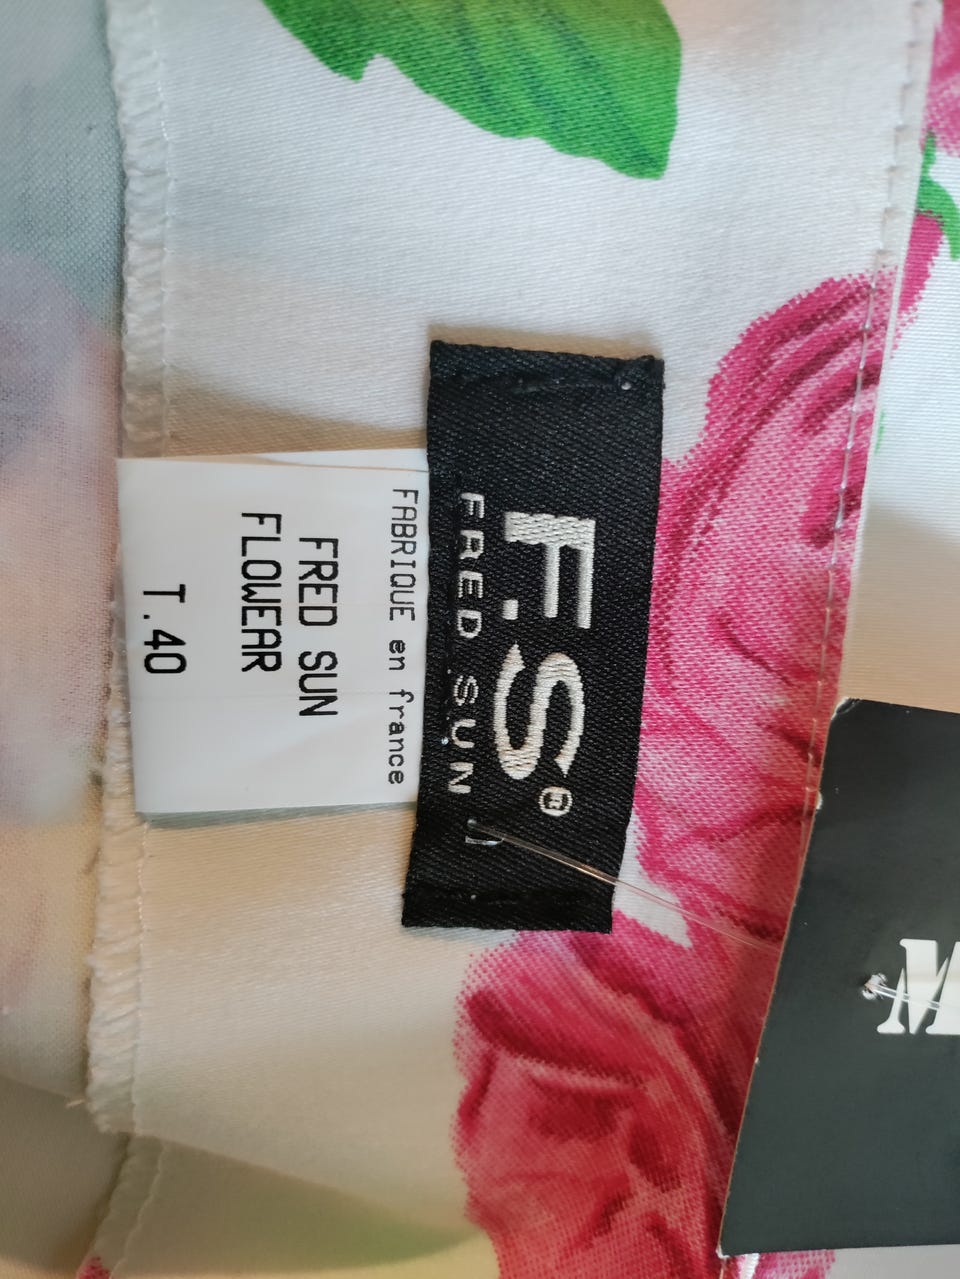 F.S®
FRED SUN
FABRIQUE en france
FRED SUN
FLOWEAR
T.40
M